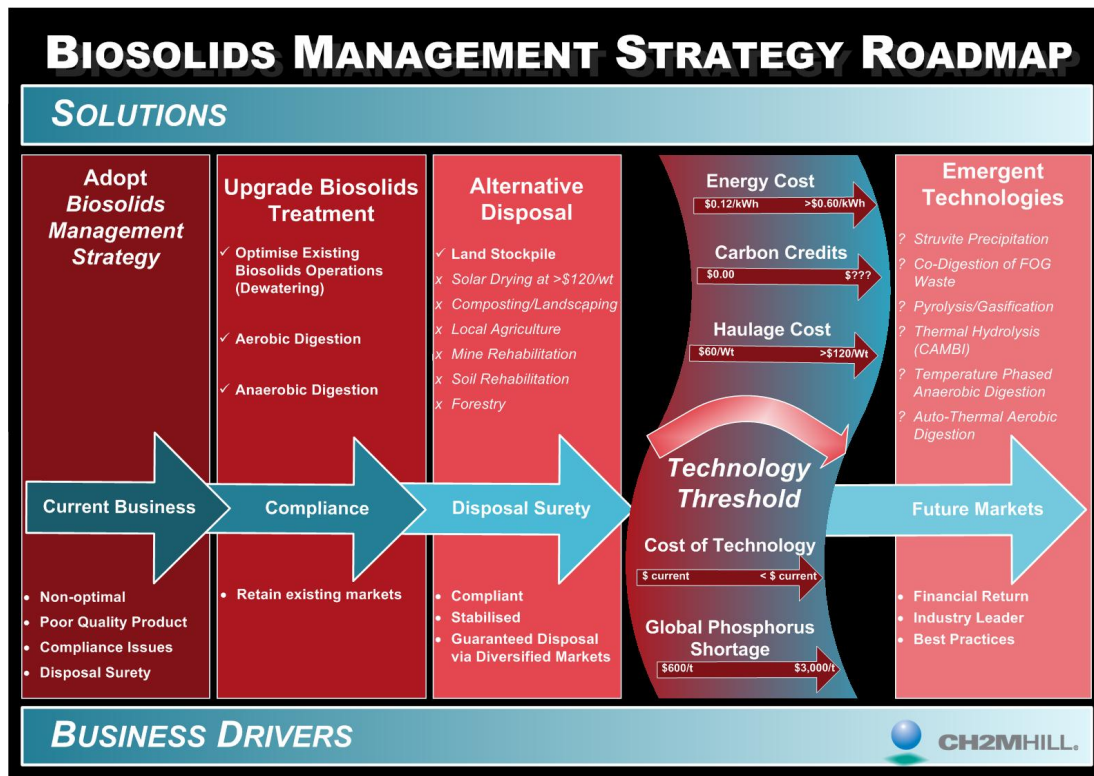 BIOSOLIDS MANAGEMENT STRATEGY ROADMAP
SOLUTIONS
Adopt
Biosolids
Management
Strategy
Current Business
• Non-optimal
• Poor Quality Product
• Compliance Issues
• Disposal Surety
Upgrade Biosolids
Treatment
✓ Optimise Existing
Biosolids Operations
(Dewatering)
✓ Aerobic Digestion
✓ Anaerobic Digestion
Compliance
• Retain existing markets
Alternative
Disposal
✓ Land Stockpile
x Solar Drying at >$120/wt
x Composting/Landscaping
x Local Agriculture
x Mine Rehabilitation
x Soil Rehabilitation
x Forestry
Disposal Surety
• Compliant
• Stabilised
• Guaranteed Disposal
via Diversified Markets
Energy Cost
$0.12/kWh >$0.60/kWh
Carbon Credits
$0.00 $???
Haulage Cost
$60/Wt >$120/Wt
Technology
Threshold
Cost of Technology
$ current < $ current
Global Phosphorus
Shortage
$600/t $3,000/t
Emergent
Technologies
? Struvite Precipitation
? Co-Digestion of FOG
Waste
? Pyrolysis/Gasification
? Thermal Hydrolysis
(CAMBI)
? Temperature Phased
Anaerobic Digestion
? Auto-Thermal Aerobic
Digestion
Future Markets
• Financial Return
• Industry Leader
• Best Practices
BUSINESS DRIVERS
CH2MHILL®